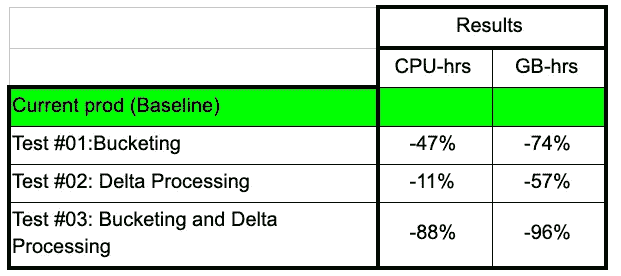 Results
CPU-hrs GB-hrs
Current prod (Baseline)
Test #01:Bucketing -47% -74%
Test #02: Delta Processing -11% -57%
Test #03: Bucketing and Delta
Processing -88% -96%